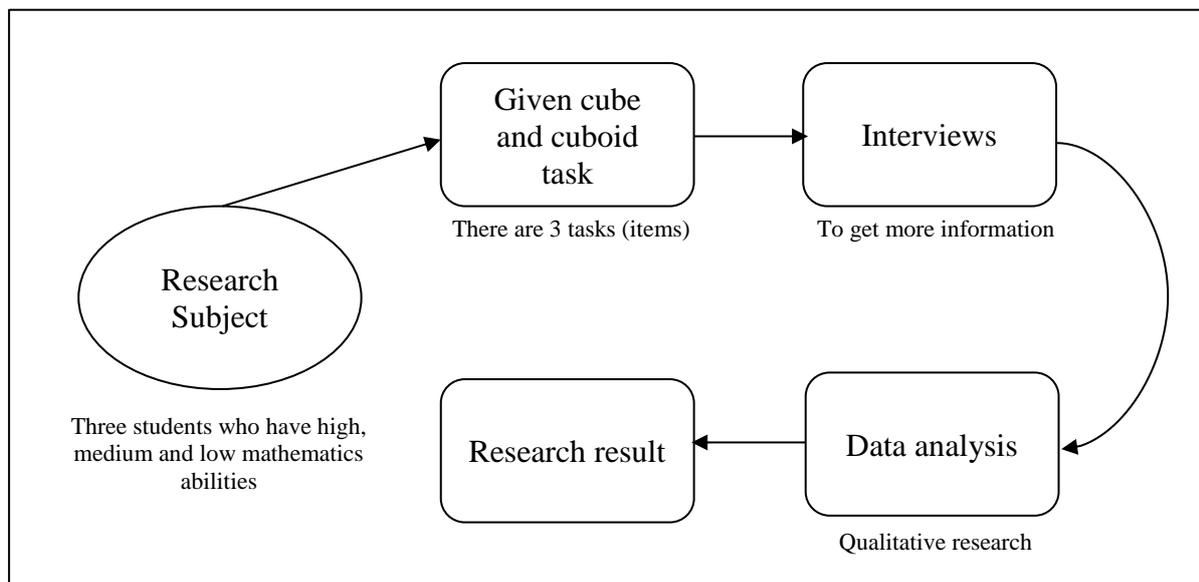 Research
Subject
Three students who have high,
medium and low mathematics
abilities
Given cube
and cuboid
task
There are 3 tasks (items)
Interviews
To get more information
Data analysis
Qualitative research
Research result